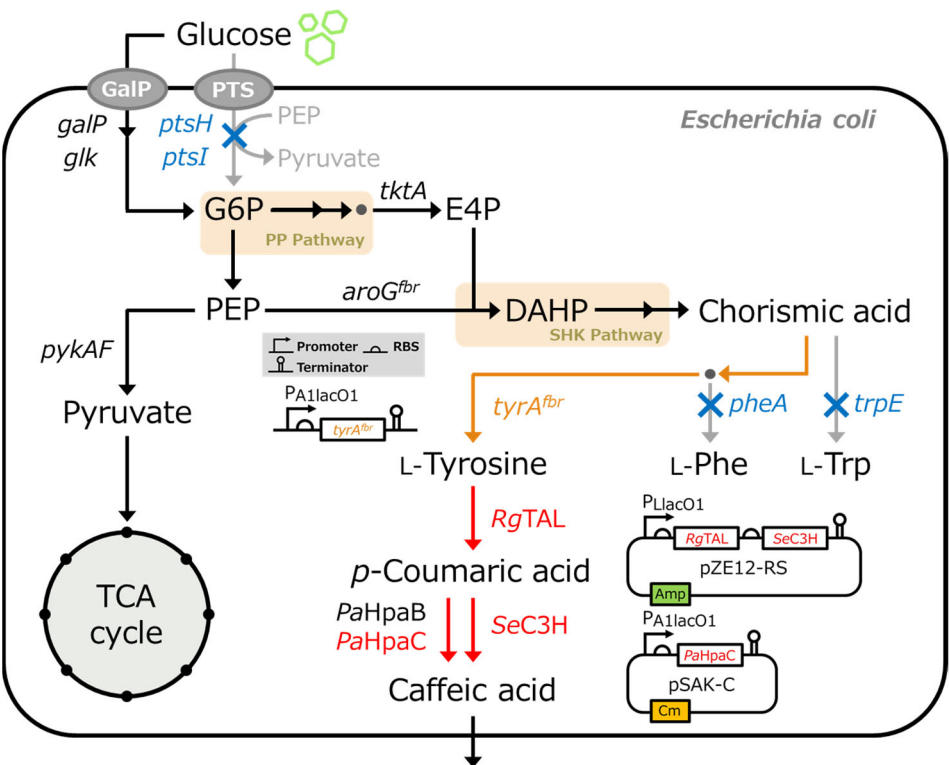 Glucose
GalP
PTS
galP
glk
ptsH
ptsI
PEP
Pyruvate
Escherichia coli
G6P
tktA
E4P
PP Pathway
PEP
aroGfbr
DAHP
Chorismic acid
SHK Pathway
pykAF
Promoter
RBS
Terminator
PA1lacO1
tyrAfbr
tyrAfbr
pheA
trpE
Pyruvate
L-Tyrosine
L-Phe
L-Trp
RgTAL
PLlacO1
RgTAL
SeC3H
pZE12-RS
Amp
p-Coumaric acid
TCA
cycle
PaHpaB
PaHpaC
SeC3H
PA1lacO1
PaHpaC
pSAK-C
Cm
Caffeic acid